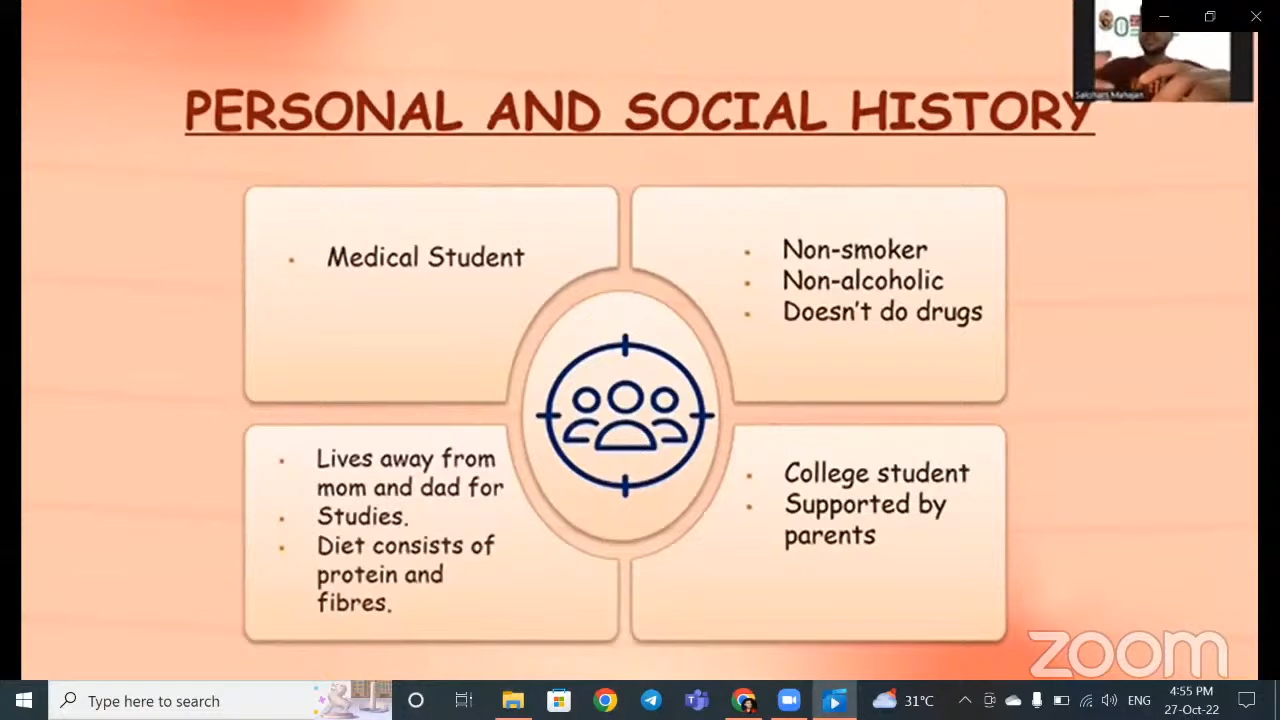 PERSONAL AND SOCIAL HISTORY
Medical Student
Non-smoker
Non-alcoholic
Doesn't do drugs
Lives away from
mom and dad for
Studies.
Diet consists of
protein and
fibres.
College student
Supported by
parents
zoom
Type here to search
31°C
ENG
4:55 PM
27-Oct-22